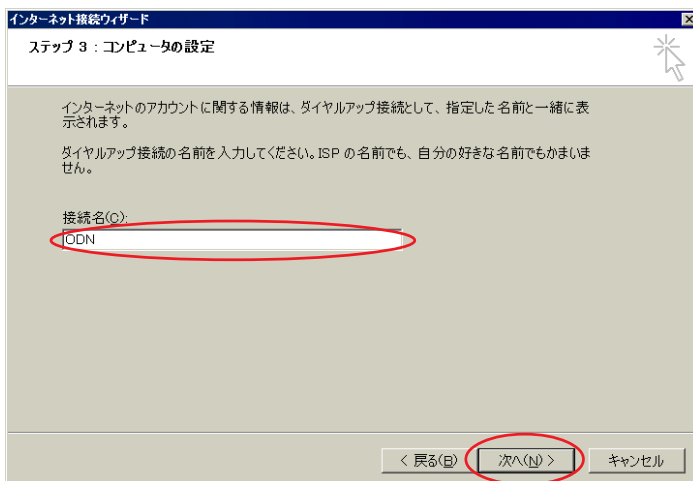 インターネット接続ウィザード
ステップ 3 : コンピュータの設定
インターネットのアカウントに関する情報は、ダイヤルアップ接続として、指定した名前と一緒に表
示されます。
ダイヤルアップ接続の名前を入力してください。ISP の名前でも、自分の好きな名前でもかまいま
せん。
接続名(C):
ODN
< 戻る(B)
次へ(N) >
キャンセル